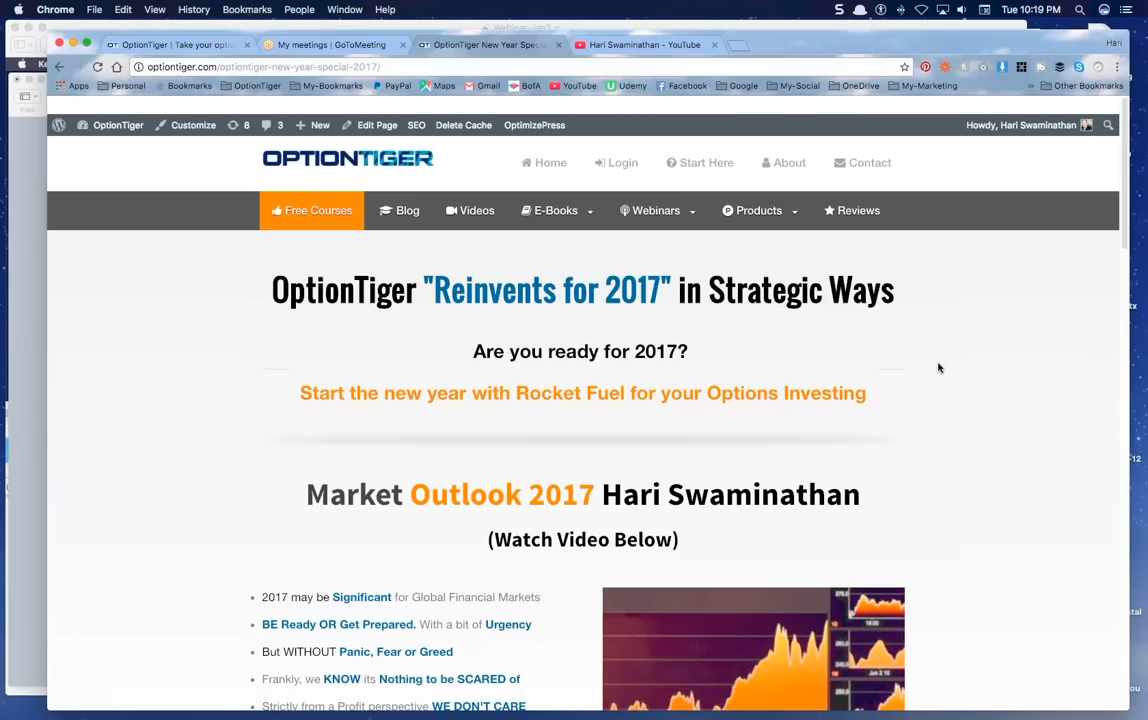 Chrome File Edit View History Bookmarks People Window Help
Tue 10:19 PM
OptionTiger | Take your optio
My meetings | GoToMeeting
OptionTiger New Year Specia
Hari Swaminathan - YouTube
Hari
optiontiger.com/optiontiger-new-year-special-2017/
Apps Personal Bookmarks OptionTiger My-Bookmarks PayPal Maps Gmail BofA YouTube Udemy Facebook Google My-Social OneDrive My-Marketing » Other Bookmarks
View
OptionTiger Customize 8 3 New Edit Page SEO Delete Cache OptimizePress Howdy, Hari Swaminathan
OPTIONTIGER
Home Login Start Here About Contact
Free Courses Blog Videos E-Books Webinars Products Reviews
OptionTiger "Reinvents for 2017" in Strategic Ways
Are you ready for 2017?
Start the new year with Rocket Fuel for your Options Investing
Market Outlook 2017 Hari Swaminathan
(Watch Video Below)
2017 may be Significant for Global Financial Markets
BE Ready OR Get Prepared. With a bit of Urgency
But WITHOUT Panic, Fear or Greed
Frankly, we KNOW its Nothing to be SCARED of
Strictly from a Profit perspective WE DON'T CARE